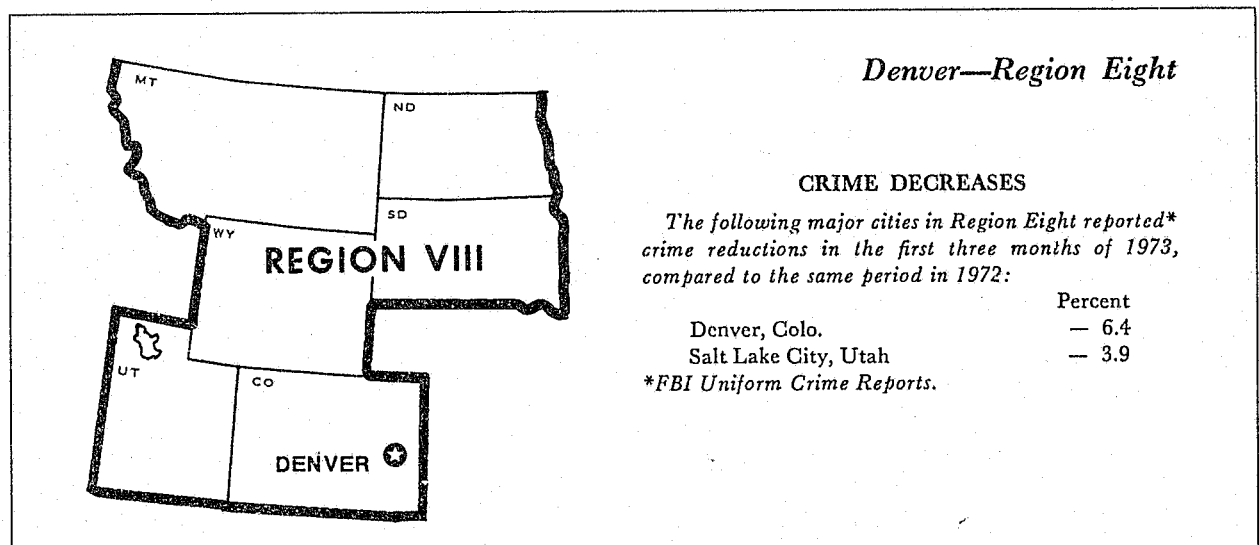 Denver—Region Eight
MT
ND
SD
WY
REGION VIII
UT
CO
DENVER
CRIME DECREASES
The following major cities in Region Eight reported*
crime reductions in the first three months of 1973,
compared to the same period in 1972:
Percent
Denver, Colo. — 6.4
Salt Lake City, Utah — 3.9
*FBI Uniform Crime Reports.